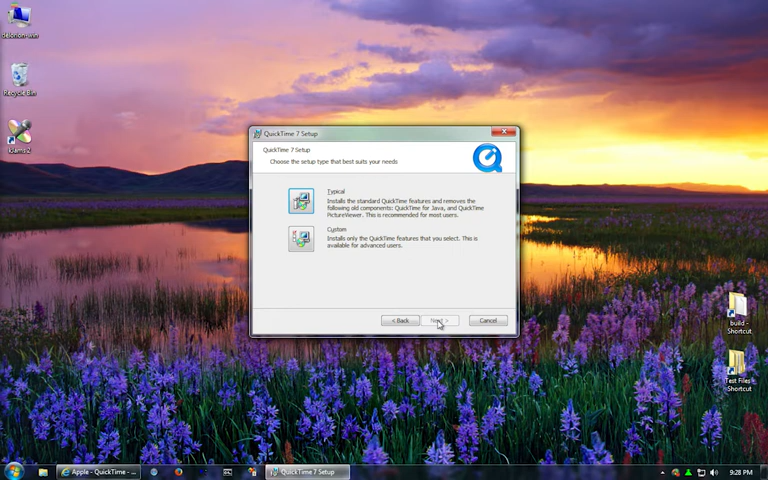 Recycle Bin
QuickTime 7 Setup
QuickTime 7 Setup
Choose the setup type that best suits your needs
Typical
Installs the standard QuickTime features and removes the
following old components: QuickTime for Java, and QuickTime
PictureViewer. This is recommended for most users.
Custom
Installs only the QuickTime features that you select. This is
available for advanced users.
< Back
Next >
Cancel
build -
Shortcut
Test Files -
Shortcut
Apple - QuickTime - ...
QuickTime 7 Setup
9:28 PM